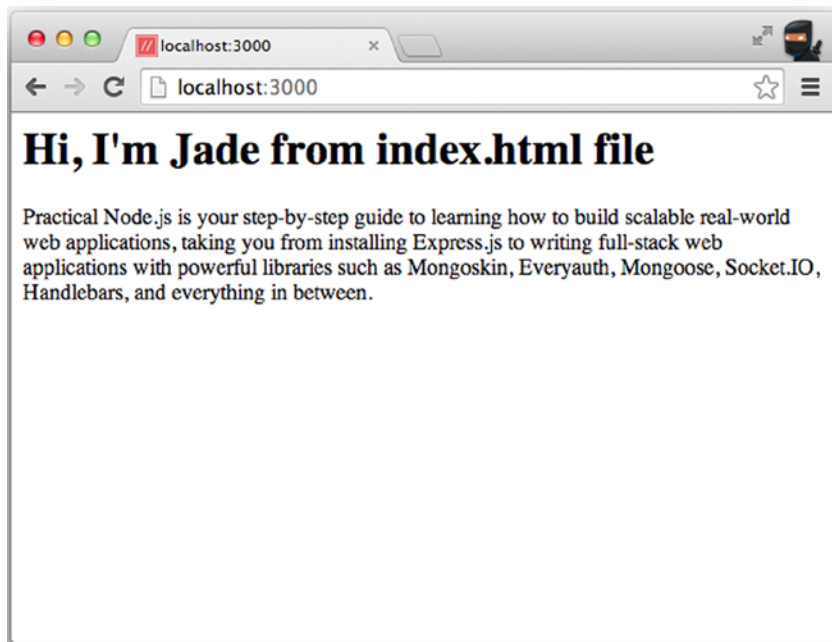 localhost:3000
localhost:3000
Hi, I'm Jade from index.html file
Practical Node.js is your step-by-step guide to learning how to build scalable real-world
web applications, taking you from installing Express.js to writing full-stack web
applications with powerful libraries such as Mongoskin, Everyauth, Mongoose, Socket.IO,
Handlebars, and everything in between.